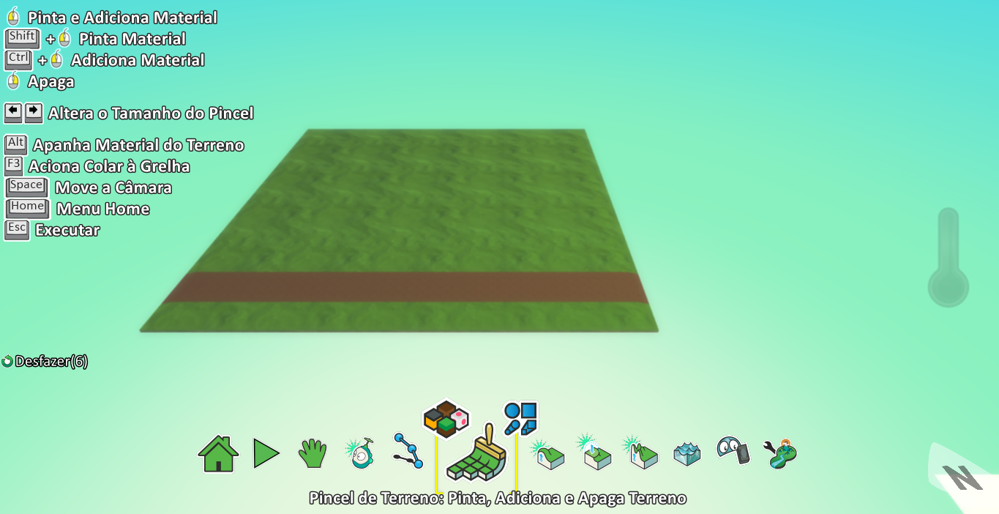 Pinta e Adiciona Material
Shift + Pinta Material
Ctrl + Adiciona Material
Apaga
Altera o Tamanho do Pincel
Alt Apanha Material do Terreno
F3 Aciona Colar à Grelha
Space Move a Câmara
Home Menu Home
Esc Executar
Desfazer(6)
N
Pincel de Terreno: Pinta, Adiciona e Apaga Terreno